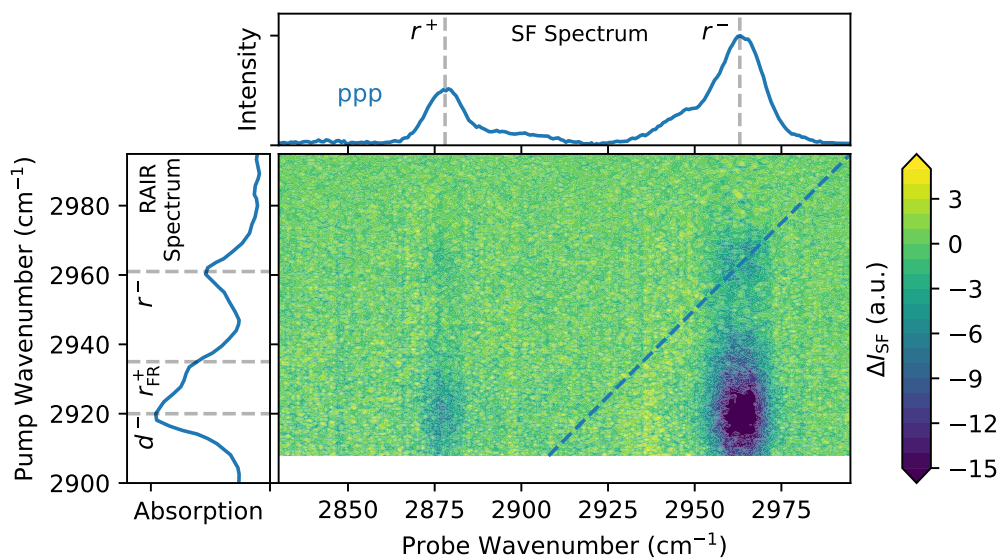 r⁺
SF Spectrum
r⁻
ppp
Intensity
RAIR
Spectrum
r⁻
r⁺FR
d⁻
2980
2960
2940
2920
2900
Pump Wavenumber (cm⁻¹)
Absorption
2850
2875
2900
2925
2950
2975
Probe Wavenumber (cm⁻¹)
3
0
−3
−6
−9
−12
−15
ΔI_SF (a.u.)